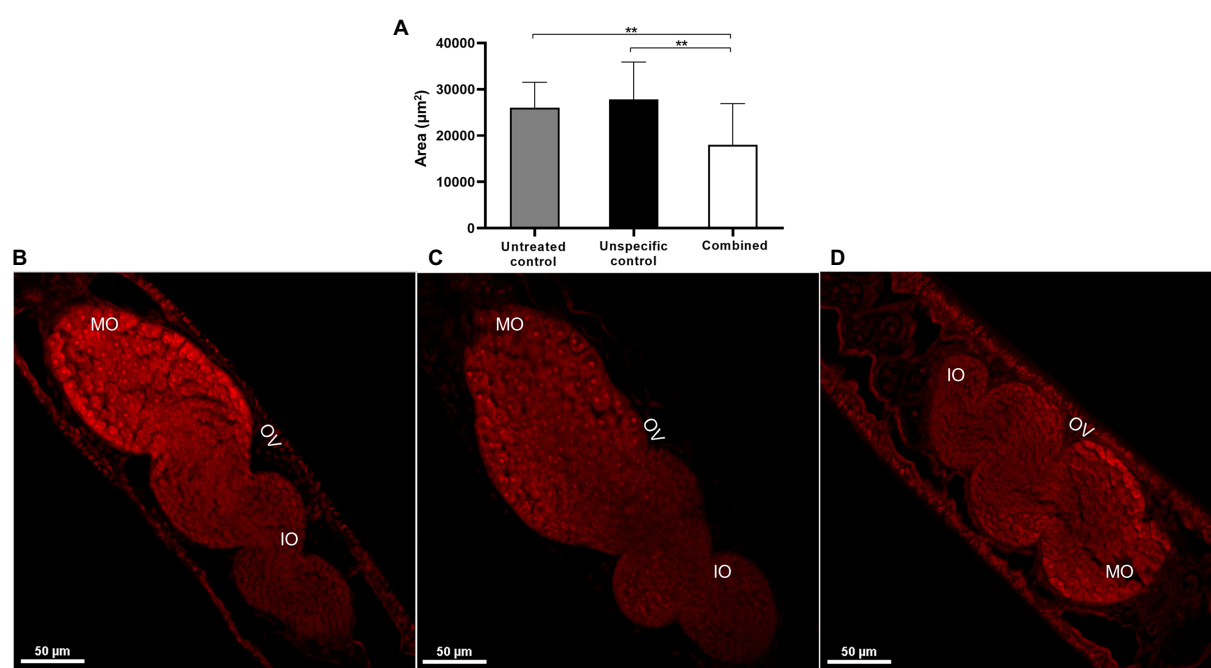 A
**
**
40000
30000
20000
10000
0
Area (µm²)
Untreated
control
Unspecific
control
Combined
B
MO
OV
IO
50 µm
C
MO
OV
IO
50 µm
D
IO
OV
MO
50 µm